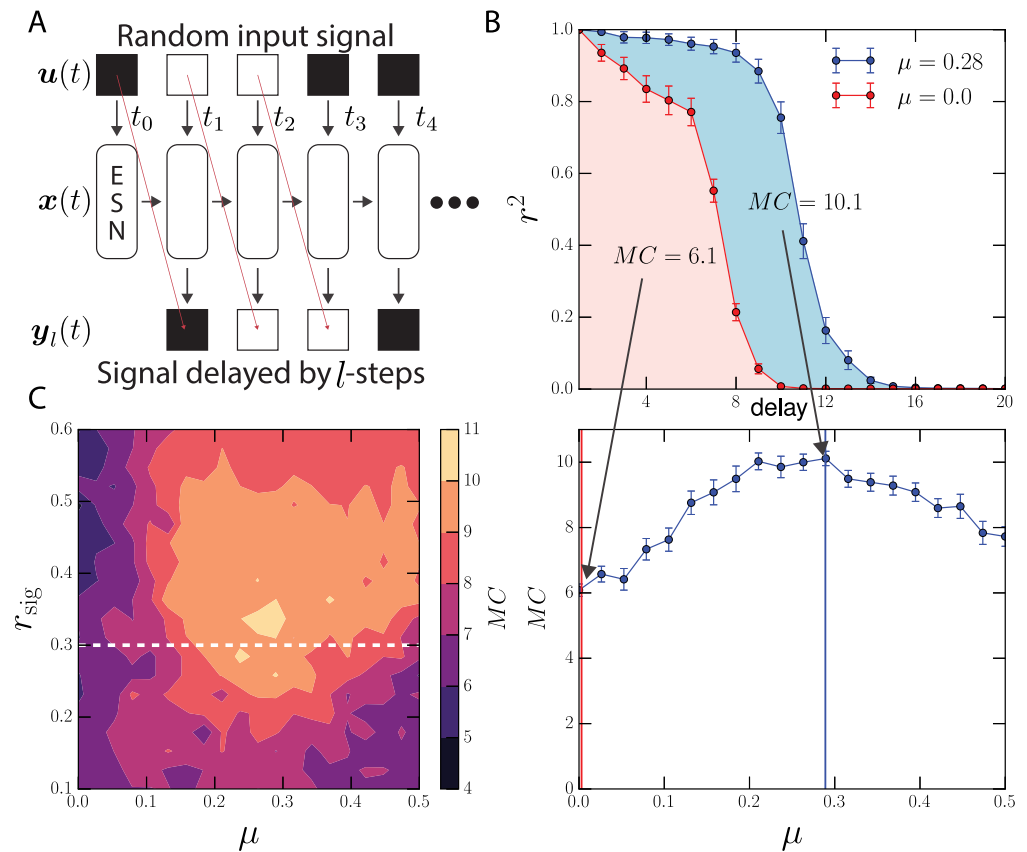 A
Random input signal
u(t)
t0 t1 t2 t3 t4
x(t)
E
S
N
yl(t)
Signal delayed by l-steps
B
1.0
0.8
0.6
0.4
0.2
0.0
r²
μ = 0.28
μ = 0.0
MC = 10.1
MC = 6.1
4 8 12 16 20
delay
C
0.6
0.5
0.4
0.3
0.2
0.1
rsig
0.0 0.1 0.2 0.3 0.4 0.5
μ
11
10
9
8
7
6
5
4
MC
10
8
6
4
2
0
MC
0.0 0.1 0.2 0.3 0.4 0.5
μ